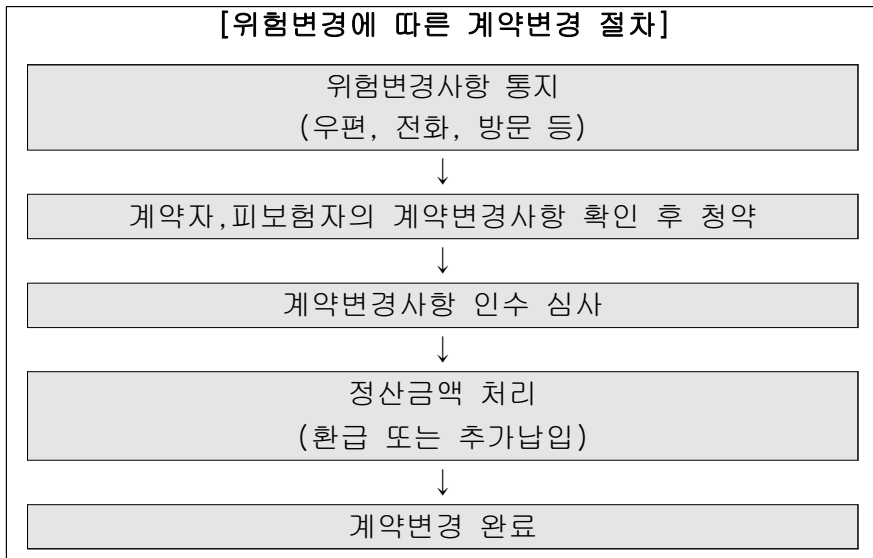 [위험변경에 따른 계약변경 절차]
위험변경사항 통지
(우편, 전화, 방문 등)
↓
계약자,피보험자의 계약변경사항 확인 후 청약
↓
계약변경사항 인수 심사
↓
정산금액 처리
(환급 또는 추가납입)
↓
계약변경 완료